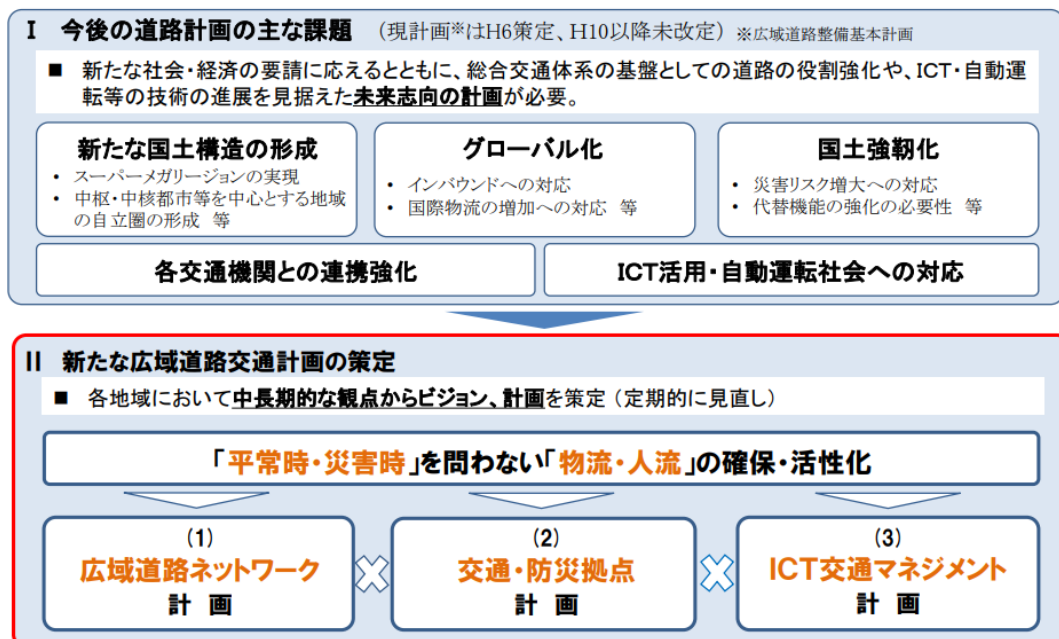 Ⅰ 今後の道路計画の主な課題 （現計画※はH6策定、H10以降未改定） ※広域道路整備基本計画
■ 新たな社会・経済の要請に応えるとともに、総合交通体系の基盤としての道路の役割強化や、ICT・自動運
転等の技術の進展を見据えた未来志向の計画が必要。
新たな国土構造の形成
• スーパーメガリージョンの実現
• 中枢・中核都市等を中心とする地域
の自立圏の形成 等
グローバル化
• インバウンドへの対応
• 国際物流の増加への対応 等
国土強靭化
• 災害リスク増大への対応
• 代替機能の強化の必要性 等
各交通機関との連携強化
ICT活用・自動運転社会への対応
Ⅱ 新たな広域道路交通計画の策定
■ 各地域において中長期的な観点からビジョン、計画を策定（定期的に見直し）
「平常時・災害時」を問わない「物流・人流」の確保・活性化
(1)
広域道路ネットワーク
計 画
(2)
交通・防災拠点
計 画
(3)
ICT交通マネジメント
計 画